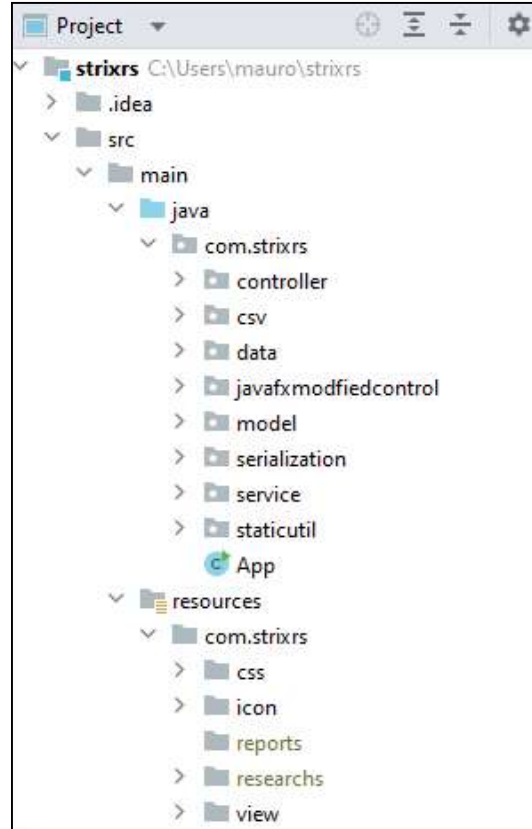 Project
strixrs C:\Users\mauro\strixrs
.idea
src
main
java
com.strixrs
controller
csv
data
javafxmodfiedcontrol
model
serialization
service
staticutil
C App
resources
com.strixrs
css
icon
reports
researchs
view